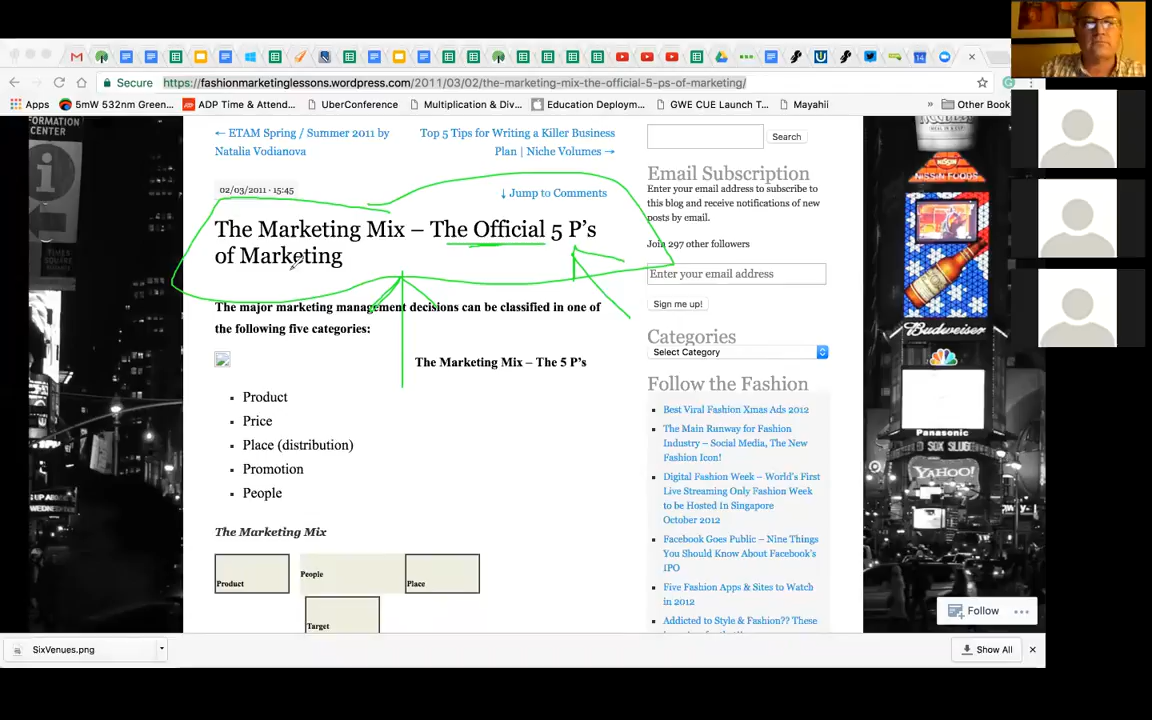 Secure
https://fashionmarketinglessons.wordpress.com/2011/03/02/the-marketing-mix-the-official-5-ps-of-marketing/
Apps
5mW 532nm Green...
ADP Time & Attend...
UberConference
Multiplication & Div...
Education Deploym...
GWE CUE Launch T...
Mayahii
»
Other Book
← ETAM Spring / Summer 2011 by
Natalia Vodianova
Top 5 Tips for Writing a Killer Business
Plan | Niche Volumes →
02/03/2011 · 15:45
↓ Jump to Comments
The Marketing Mix – The Official 5 P's
of Marketing
The major marketing management decisions can be classified in one of
the following five categories:
The Marketing Mix – The 5 P's
Product
Price
Place (distribution)
Promotion
People
The Marketing Mix
Product
People
Place
Target
Search
Email Subscription
Enter your email address to subscribe to
this blog and receive notifications of new
posts by email.
Join 297 other followers
Enter your email address
Sign me up!
Categories
Select Category
Follow the Fashion
Best Viral Fashion Xmas Ads 2012
The Main Runway for Fashion
Industry – Social Media, The New
Fashion Icon!
Digital Fashion Week – World's First
Live Streaming Only Fashion Week
to be Hosted In Singapore
October 2012
Facebook Goes Public – Nine Things
You Should Know About Facebook's
IPO
Five Fashion Apps & Sites to Watch
in 2012
Addicted to Style & Fashion?? These
FORMATION
CENTER
NISSIN FOODS
Budweiser
Panasonic
YAHOO!
Follow
SixVenues.png
Show All